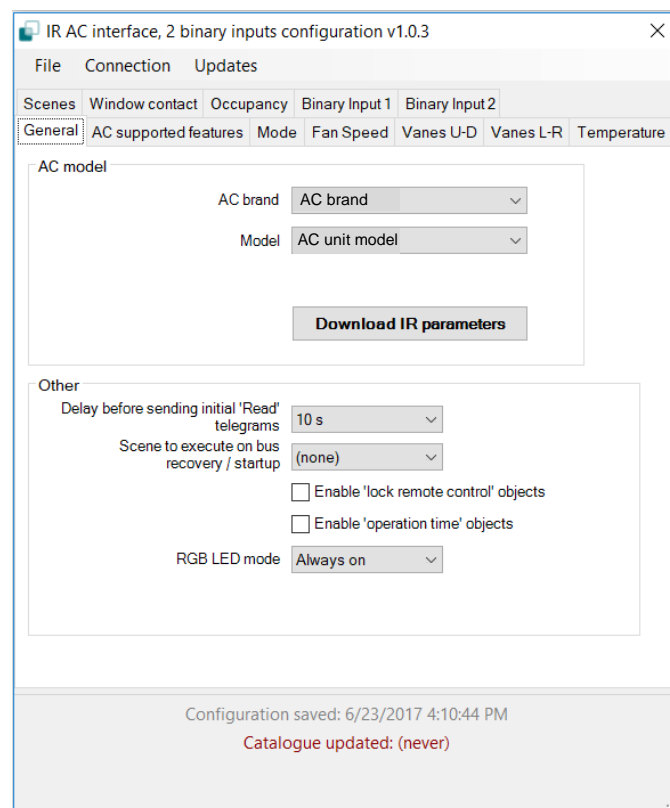 IR AC interface, 2 binary inputs configuration v1.0.3
File Connection Updates
Scenes Window contact Occupancy Binary Input 1 Binary Input 2
General AC supported features Mode Fan Speed Vanes U-D Vanes L-R Temperature
AC model
AC brand AC brand
Model AC unit model
Download IR parameters
Other
Delay before sending initial 'Read'
telegrams 10 s
Scene to execute on bus
recovery / startup (none)
Enable 'lock remote control' objects
Enable 'operation time' objects
RGB LED mode Always on
Configuration saved: 6/23/2017 4:10:44 PM
Catalogue updated: (never)